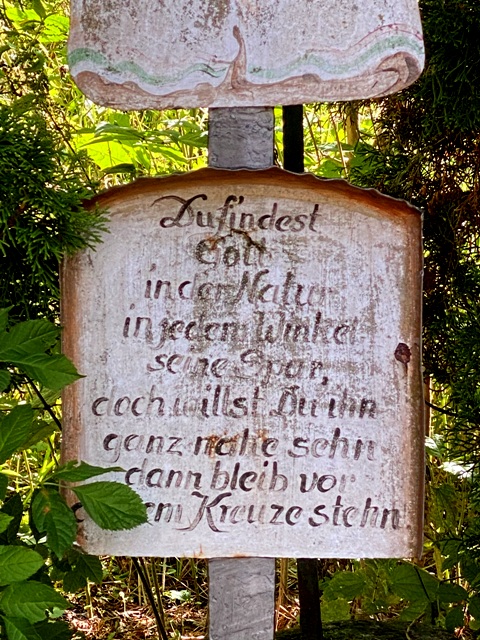 Du findest
Gott
in der Natur
in jedem Winkel
seine Spur,
doch willst Du ihn
ganz nahe sehn
dann bleib vor
em Kreuze stehn.